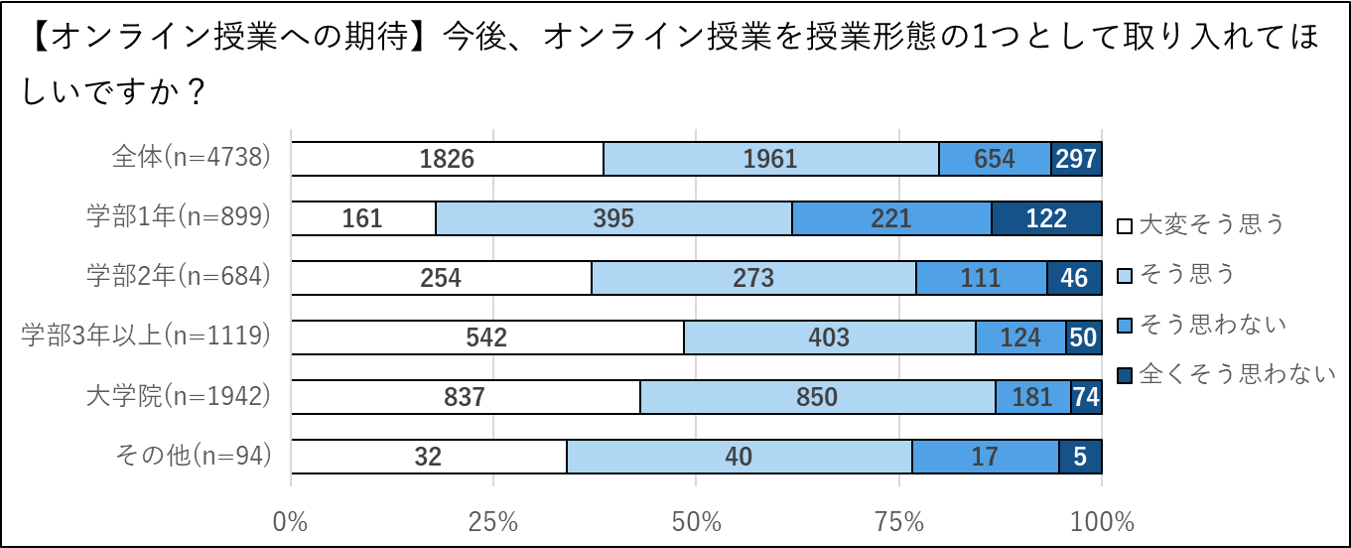 【オンライン授業への期待】今後、オンライン授業を授業形態の1つとして取り入れてほ
しいですか？
全体(n=4738) 1826 1961 654 297
学部1年(n=899) 161 395 221 122
学部2年(n=684) 254 273 111 46
学部3年以上(n=1119) 542 403 124 50
大学院(n=1942) 837 850 181 74
その他(n=94) 32 40 17 5
0% 25% 50% 75% 100%
大変そう思う
そう思う
そう思わない
全くそう思わない